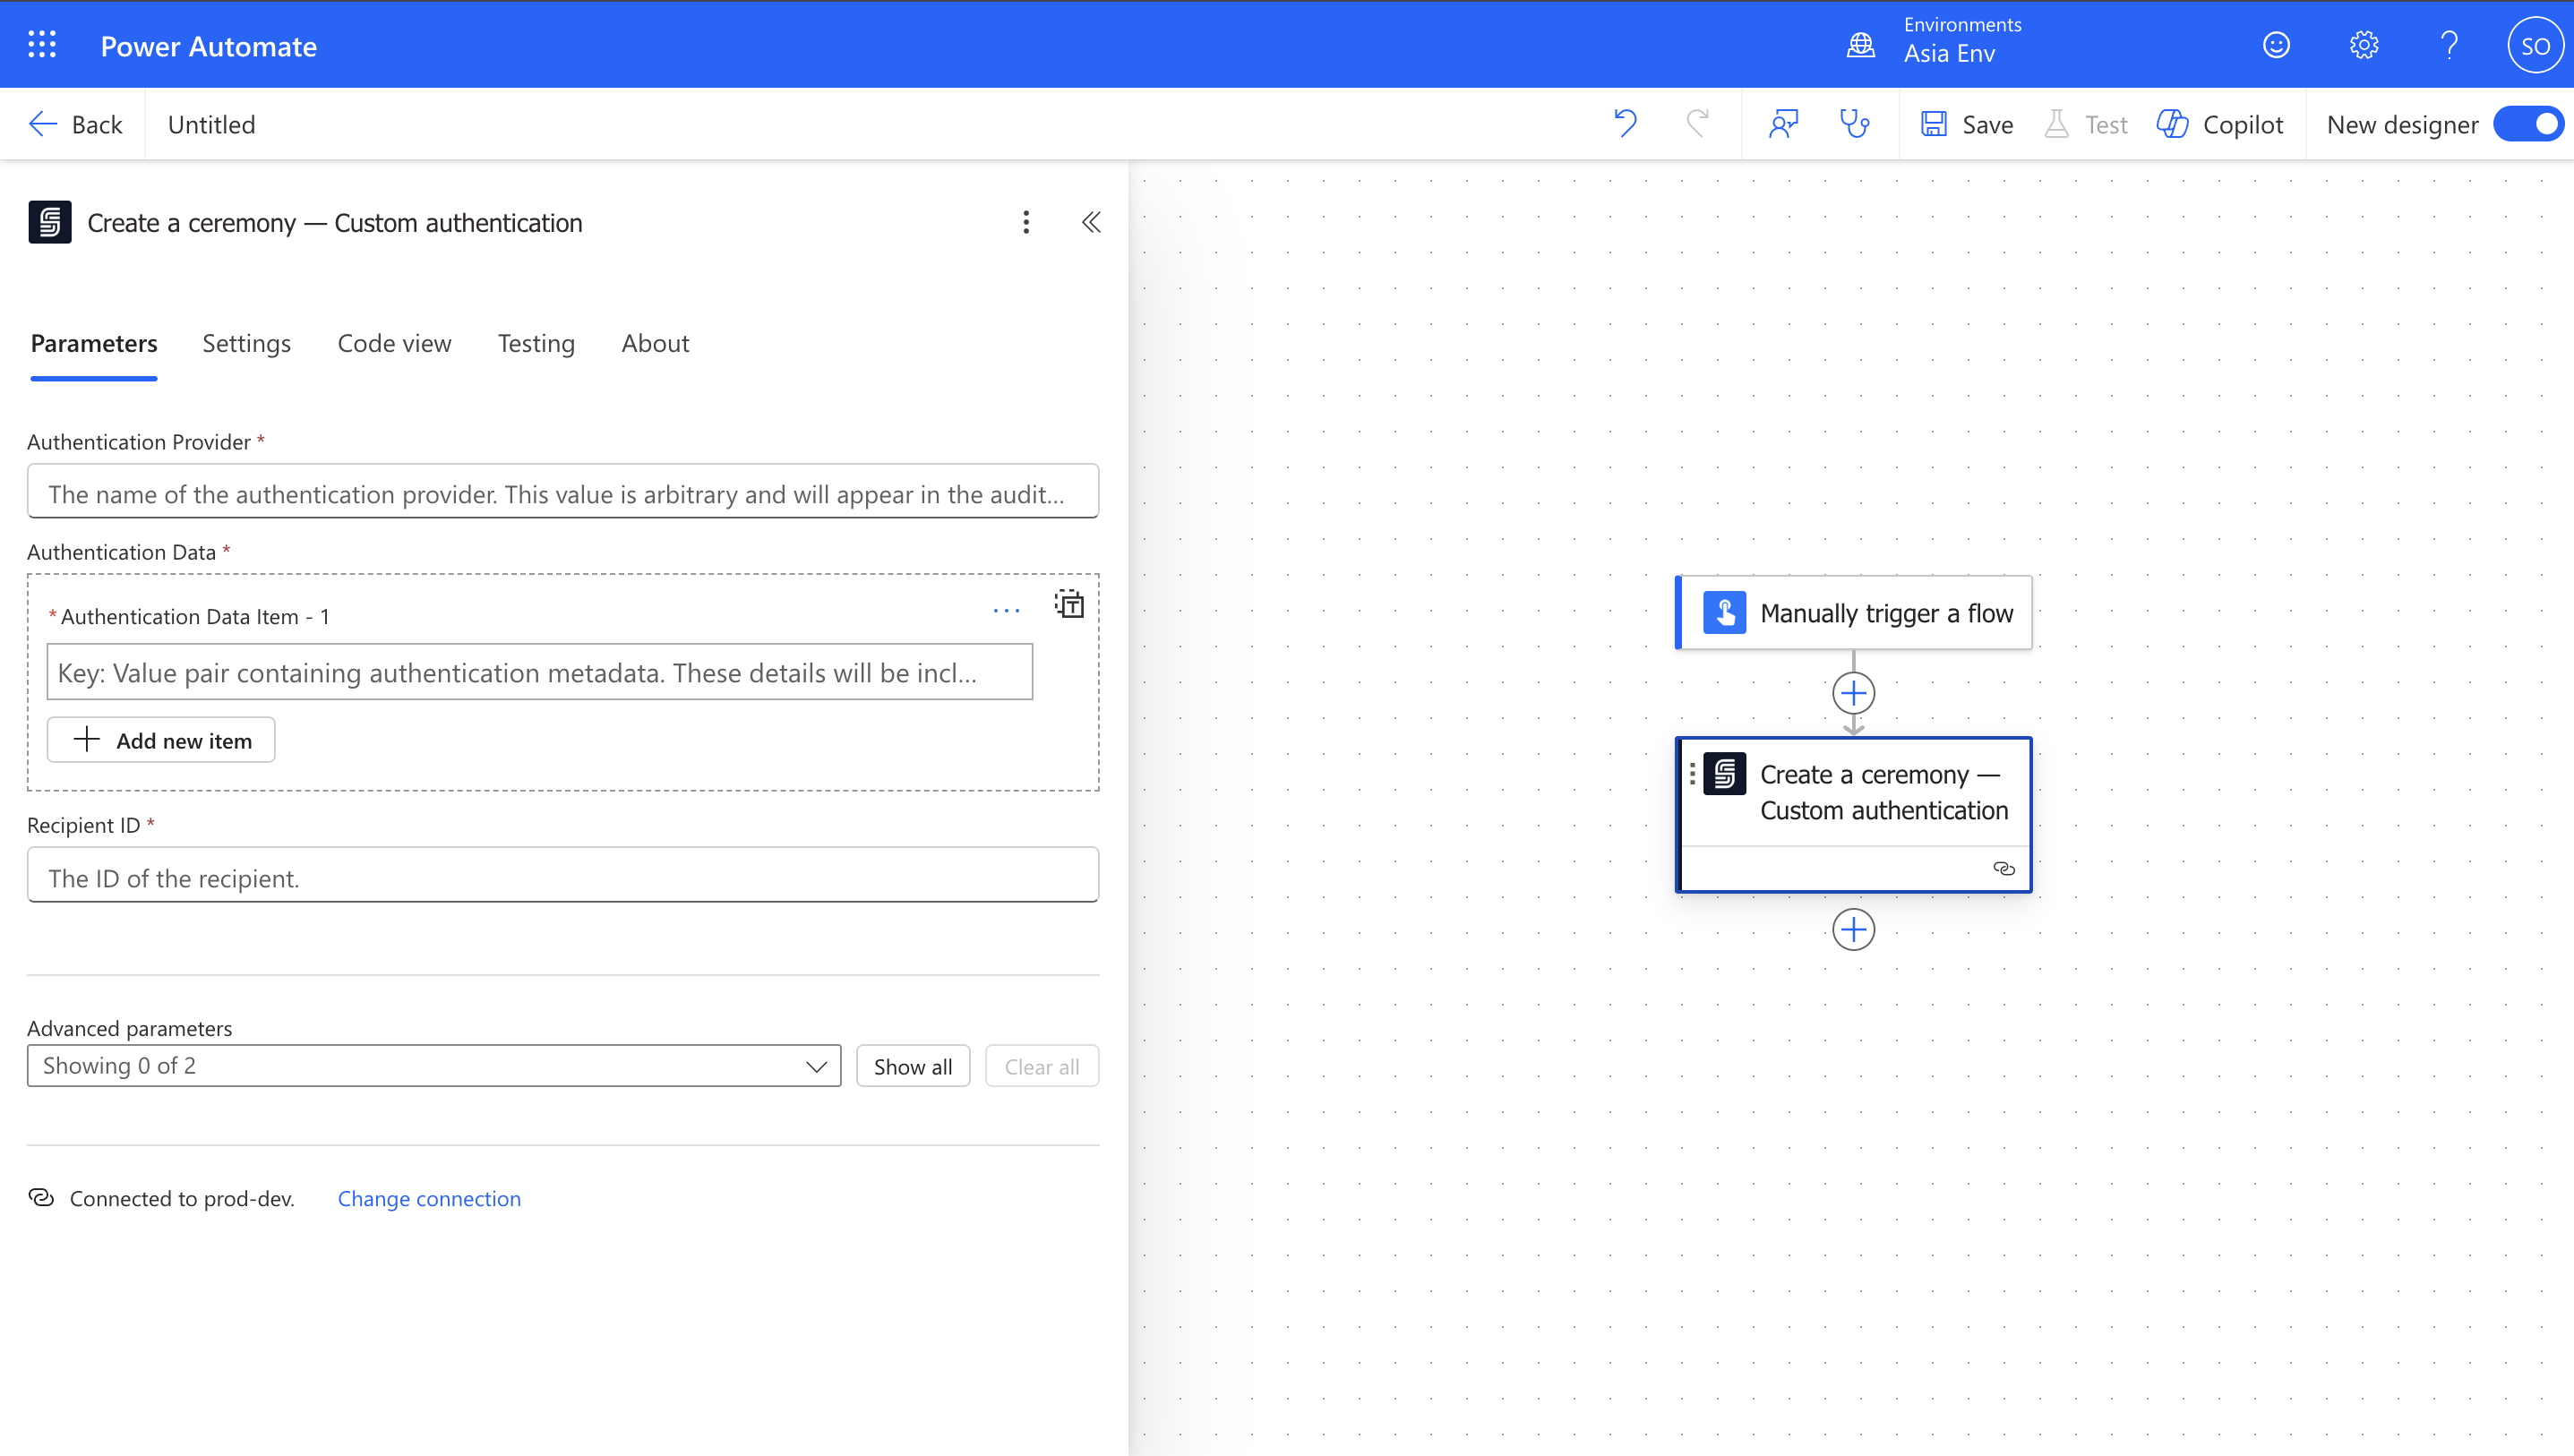 Power Automate
Environments
Asia Env
SO
Back
Untitled
Save
Test
Copilot
New designer
Create a ceremony — Custom authentication
Parameters
Settings
Code view
Testing
About
Authentication Provider *
The name of the authentication provider. This value is arbitrary and will appear in the audit...
Authentication Data *
* Authentication Data Item - 1
Key: Value pair containing authentication metadata. These details will be incl...
Add new item
Recipient ID *
The ID of the recipient.
Advanced parameters
Showing 0 of 2
Show all
Clear all
Connected to prod-dev.
Change connection
Manually trigger a flow
Create a ceremony —
Custom authentication